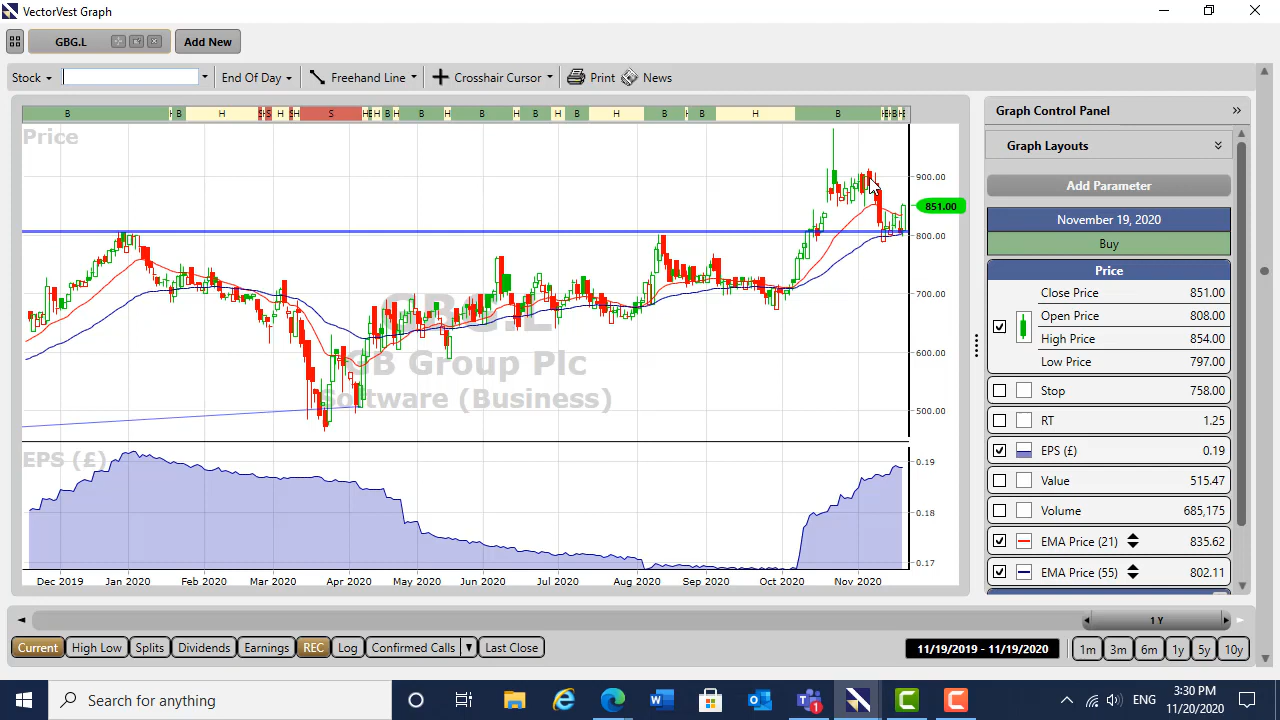 VectorVest Graph
GBG.L
Add New
Stock End of Day Freehand Line Crosshair Cursor Print News
B H B H S H S H S H B H B H B H B H B H B H B H B H B H
Price
900.00
851.00
800.00
700.00
600.00
500.00
GBG.L
GB Group Plc
Software (Business)
EPS (£)
0.19
0.18
0.17
Dec 2019 Jan 2020 Feb 2020 Mar 2020 Apr 2020 May 2020 Jun 2020 Jul 2020 Aug 2020 Sep 2020 Oct 2020 Nov 2020
Graph Control Panel
Graph Layouts
Add Parameter
November 19, 2020
Buy
Price
Close Price 851.00
Open Price 808.00
High Price 854.00
Low Price 797.00
Stop 758.00
RT 1.25
EPS (£) 0.19
Value 515.47
Volume 685,175
EMA Price (21) 835.62
EMA Price (55) 802.11
1 Y
Current High Low Splits Dividends Earnings REC Log Confirmed Calls Last Close 11/19/2019 - 11/19/2020 1m 3m 6m 1y 5y 10y
Search for anything
ENG
3:30 PM
11/20/2020